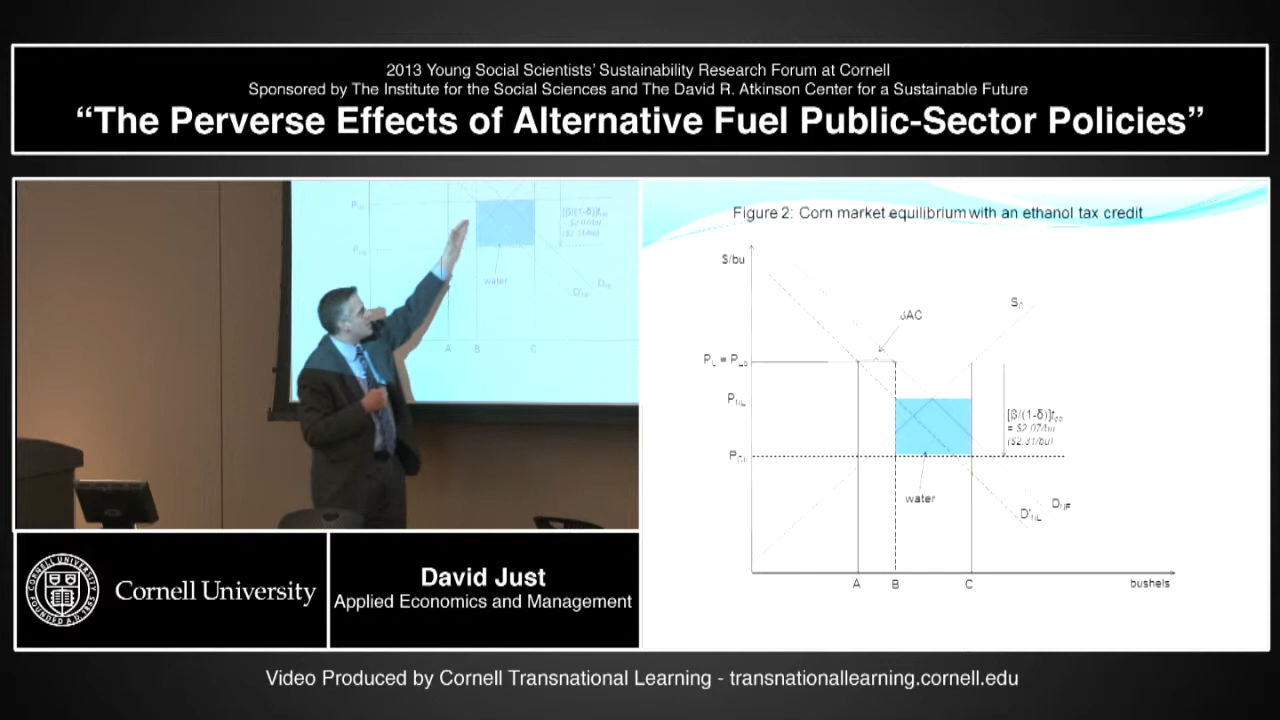 2013 Young Social Scientists' Sustainability Research Forum at Cornell
Sponsored by The Institute for the Social Sciences and The David R. Atkinson Center for a Sustainable Future
“The Perverse Effects of Alternative Fuel Public-Sector Policies”
water
A B C
Figure 2: Corn market equilibrium with an ethanol tax credit
$/bu
water
A B C
bushels
Cornell University
David Just
Applied Economics and Management
Video Produced by Cornell Transnational Learning - transnationallearning.cornell.edu